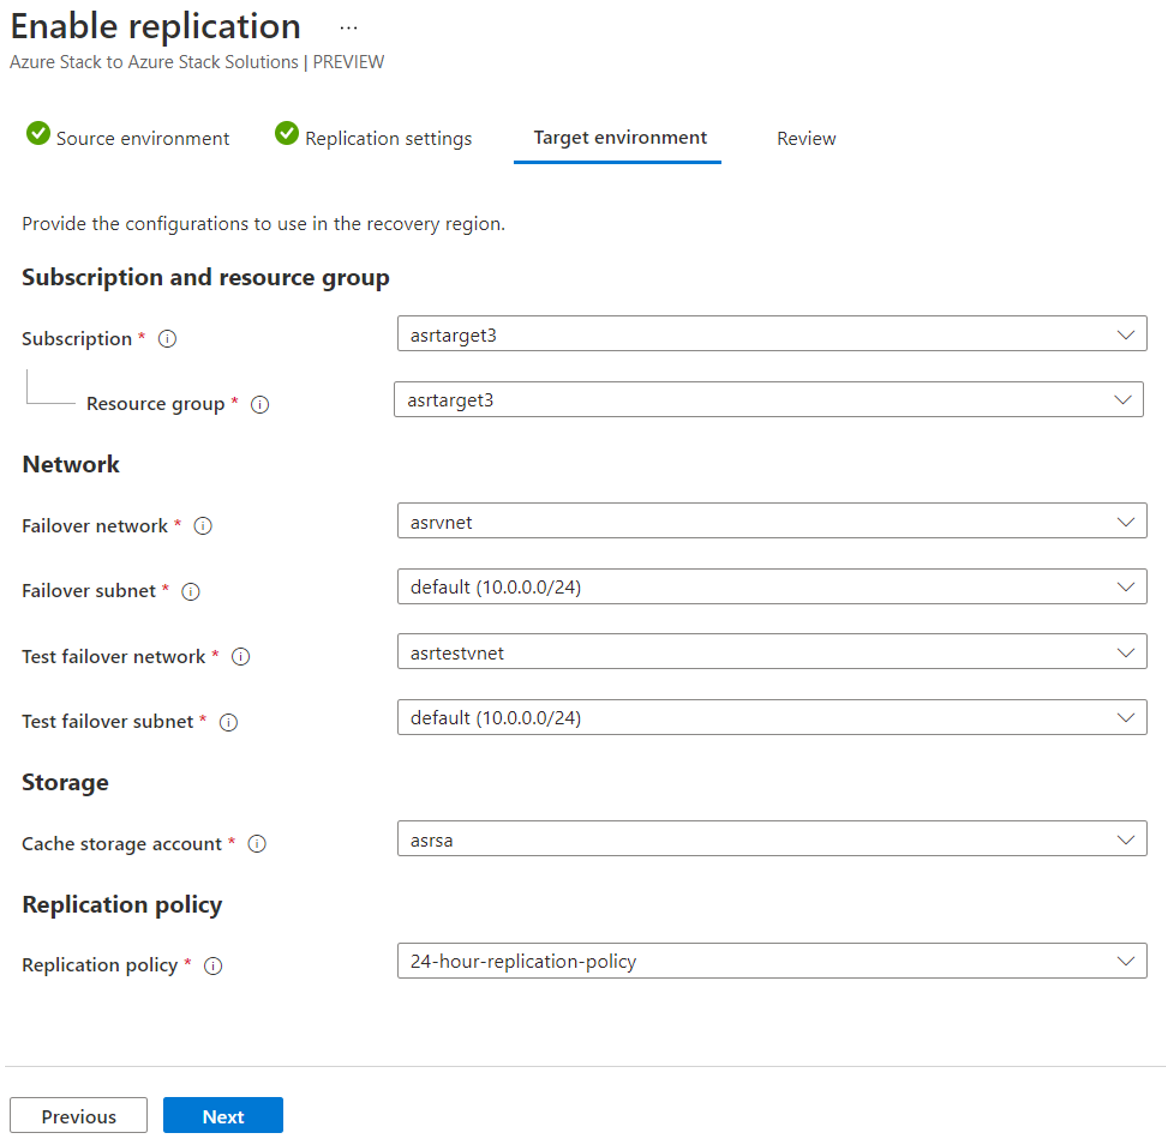 Enable replication ...
Azure Stack to Azure Stack Solutions | PREVIEW
Source environment Replication settings Target environment Review
Provide the configurations to use in the recovery region.
Subscription and resource group
Subscription * asrtarget3
Resource group * asrtarget3
Network
Failover network * asrvnet
Failover subnet * default (10.0.0.0/24)
Test failover network * asrtestvnet
Test failover subnet * default (10.0.0.0/24)
Storage
Cache storage account * asrsa
Replication policy
Replication policy * 24-hour-replication-policy
Previous Next